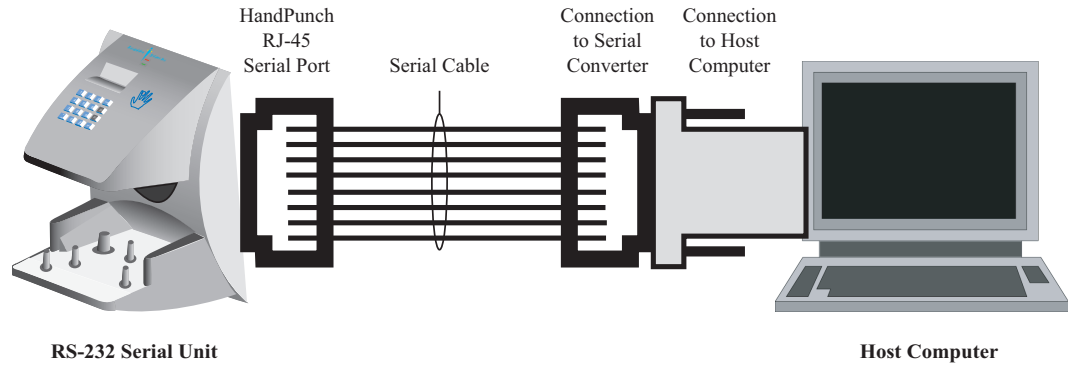 HandPunch
RJ-45
Serial Port
Serial Cable
Connection
to Serial
Converter
Connection
to Host
Computer
RS-232 Serial Unit
Host Computer